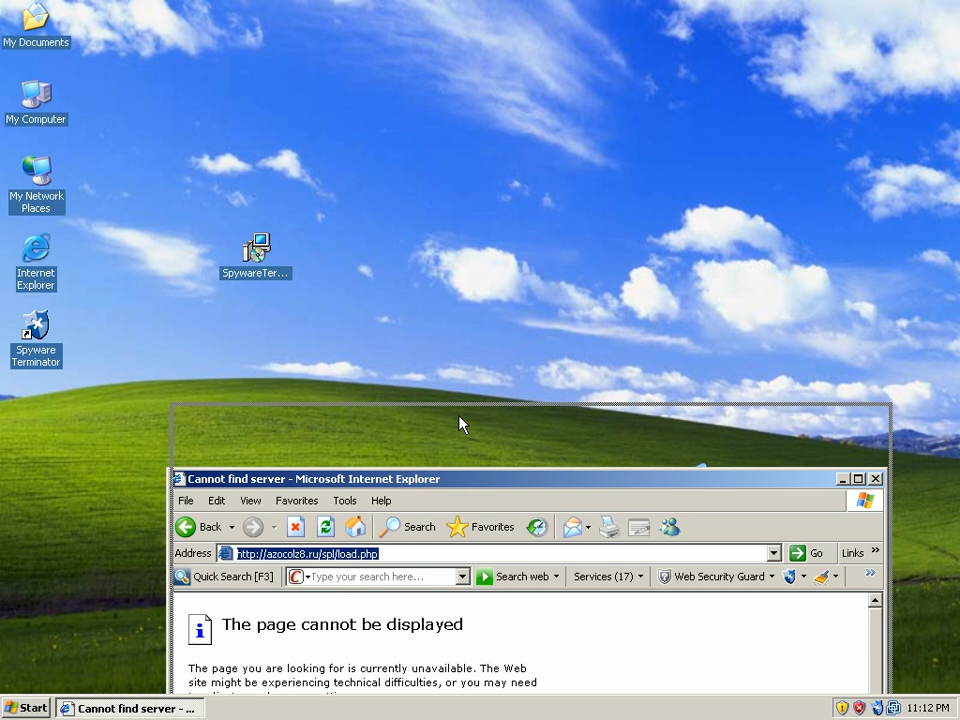 My Documents
My Computer
My Network
Places
Internet
Explorer
SpywareTer...
Spyware
Terminator
Cannot find server - Microsoft Internet Explorer
File Edit View Favorites Tools Help
Back Search Favorites
Address http://azocolz8.ru/spl/load.php Go Links »
Quick Search [F3] Type your search here... Search web Services (17) Web Security Guard »
The page cannot be displayed
The page you are looking for is currently unavailable. The Web
site might be experiencing technical difficulties, or you may need
Start Cannot find server - ... 11:12 PM